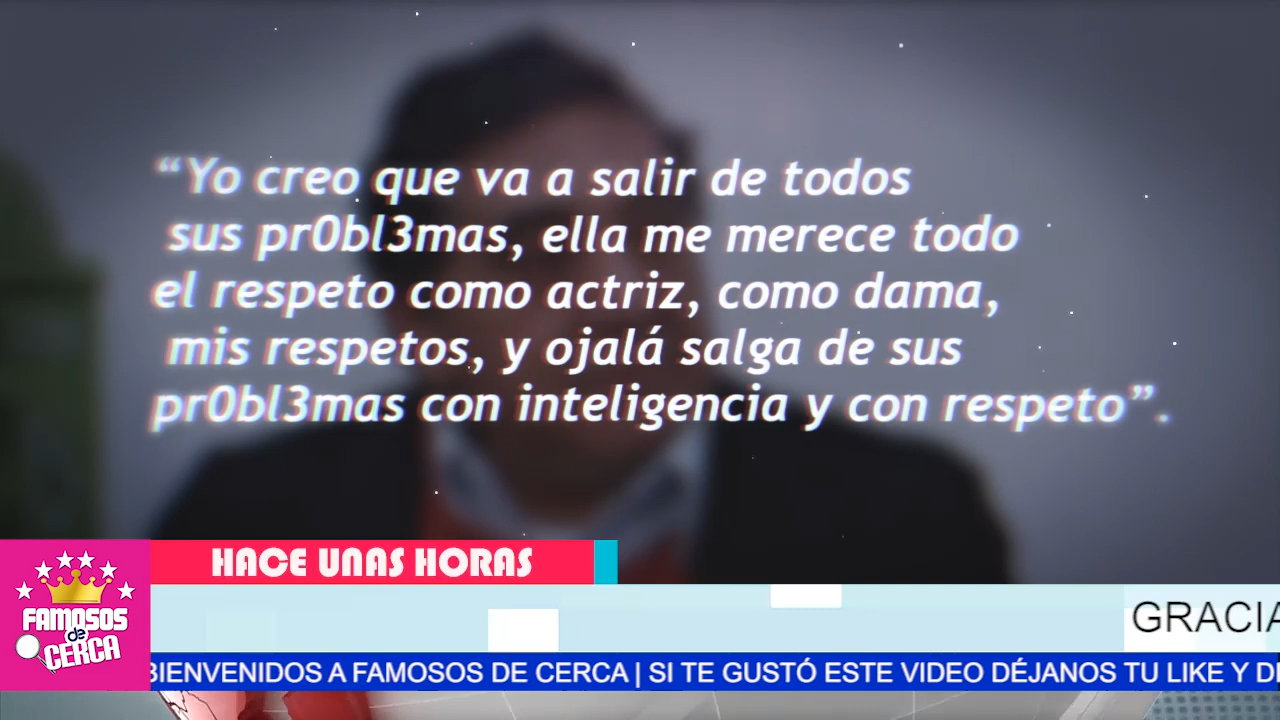 “Yo creo que va a salir de todos
sus pr0bl3mas, ella me merece todo
el respeto como actriz, como dama,
mis respetos, y ojalá salga de sus
pr0bl3mas con inteligencia y con respeto”.
HACE UNAS HORAS
FAMOSOS
de
CERCA
GRACIA
BIENVENIDOS A FAMOSOS DE CERCA | SI TE GUSTÓ ESTE VIDEO DÉJANOS TU LIKE Y